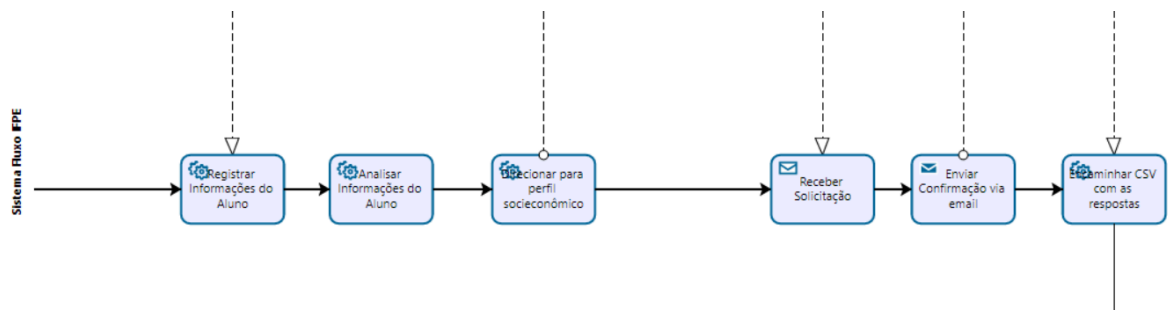 Sistema Fluxo IFPE
Registrar
Informações do
Aluno
Analisar
Informações do
Aluno
Direcionar para
perfil
socieconômico
Receber
Solicitação
Enviar
Confirmação via
email
Encaminhar CSV
com as
respostas